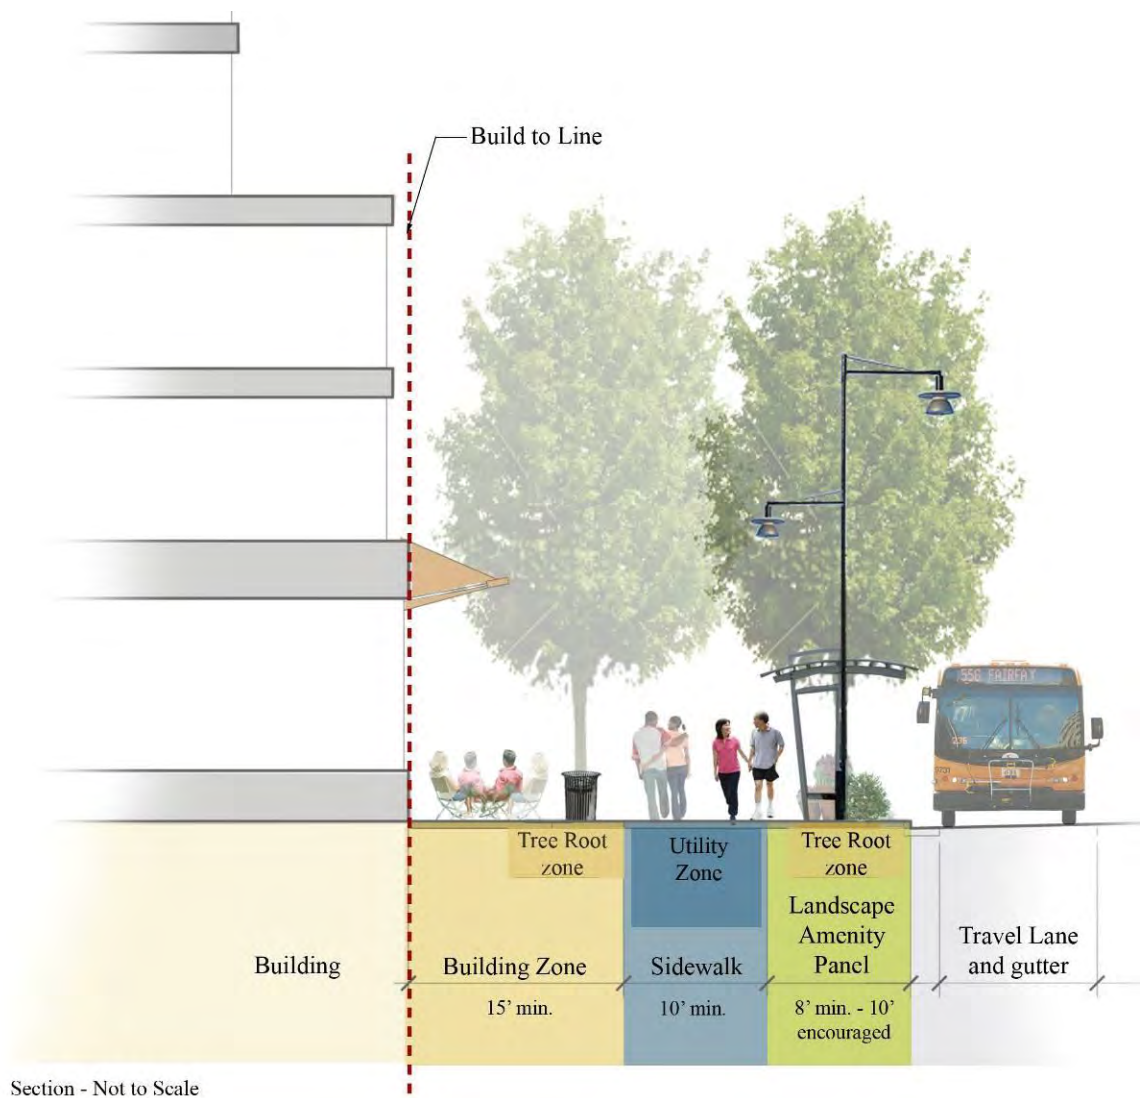 Build to Line
556 FAIRFAX
Tree Root
zone
Utility
Zone
Tree Root
zone
Landscape
Amenity
Panel
Building
Building Zone
Sidewalk
Travel Lane
and gutter
15’ min.
10’ min.
8’ min. - 10’
encouraged
Section - Not to Scale